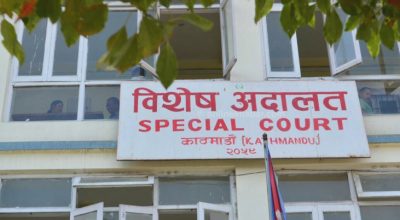 विशेष अदालत
SPECIAL COURT
काठमाडौं (KATHMANDU)
२०५९